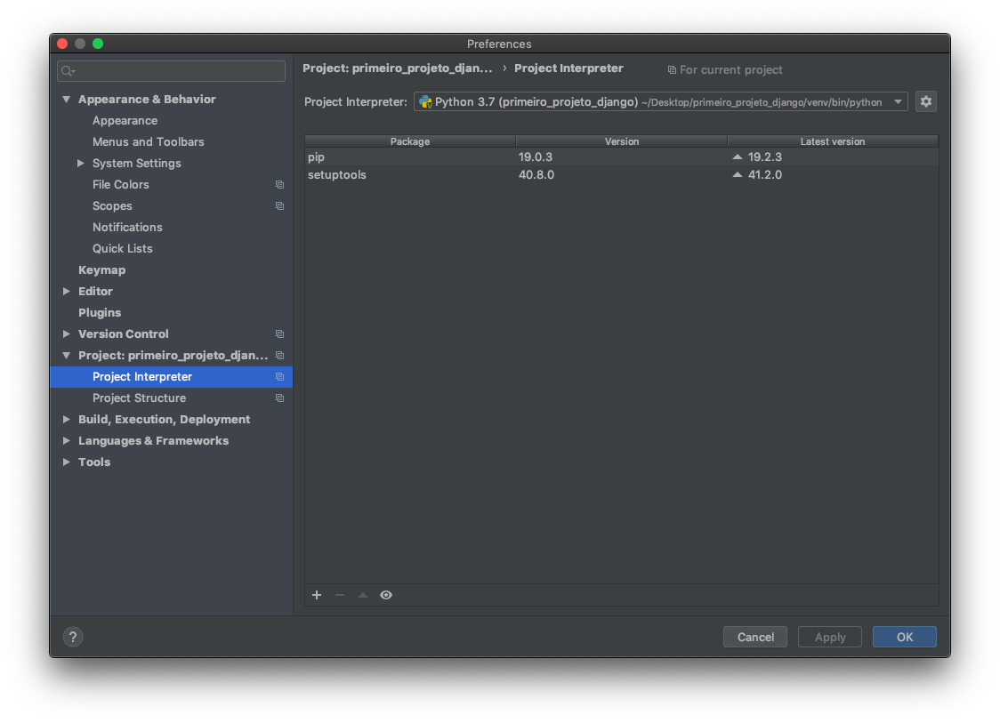 Preferences
Appearance & Behavior
Appearance
Menus and Toolbars
System Settings
File Colors
Scopes
Notifications
Quick Lists
Keymap
Editor
Plugins
Version Control
Project: primeiro_projeto_djan...
Project Interpreter
Project Structure
Build, Execution, Deployment
Languages & Frameworks
Tools
Project: primeiro_projeto_djan... › Project Interpreter For current project
Project Interpreter: Python 3.7 (primeiro_projeto_django) ~/Desktop/primeiro_projeto_django/venv/bin/python
Package Version Latest version
pip 19.0.3 19.2.3
setuptools 40.8.0 41.2.0
? Cancel Apply OK